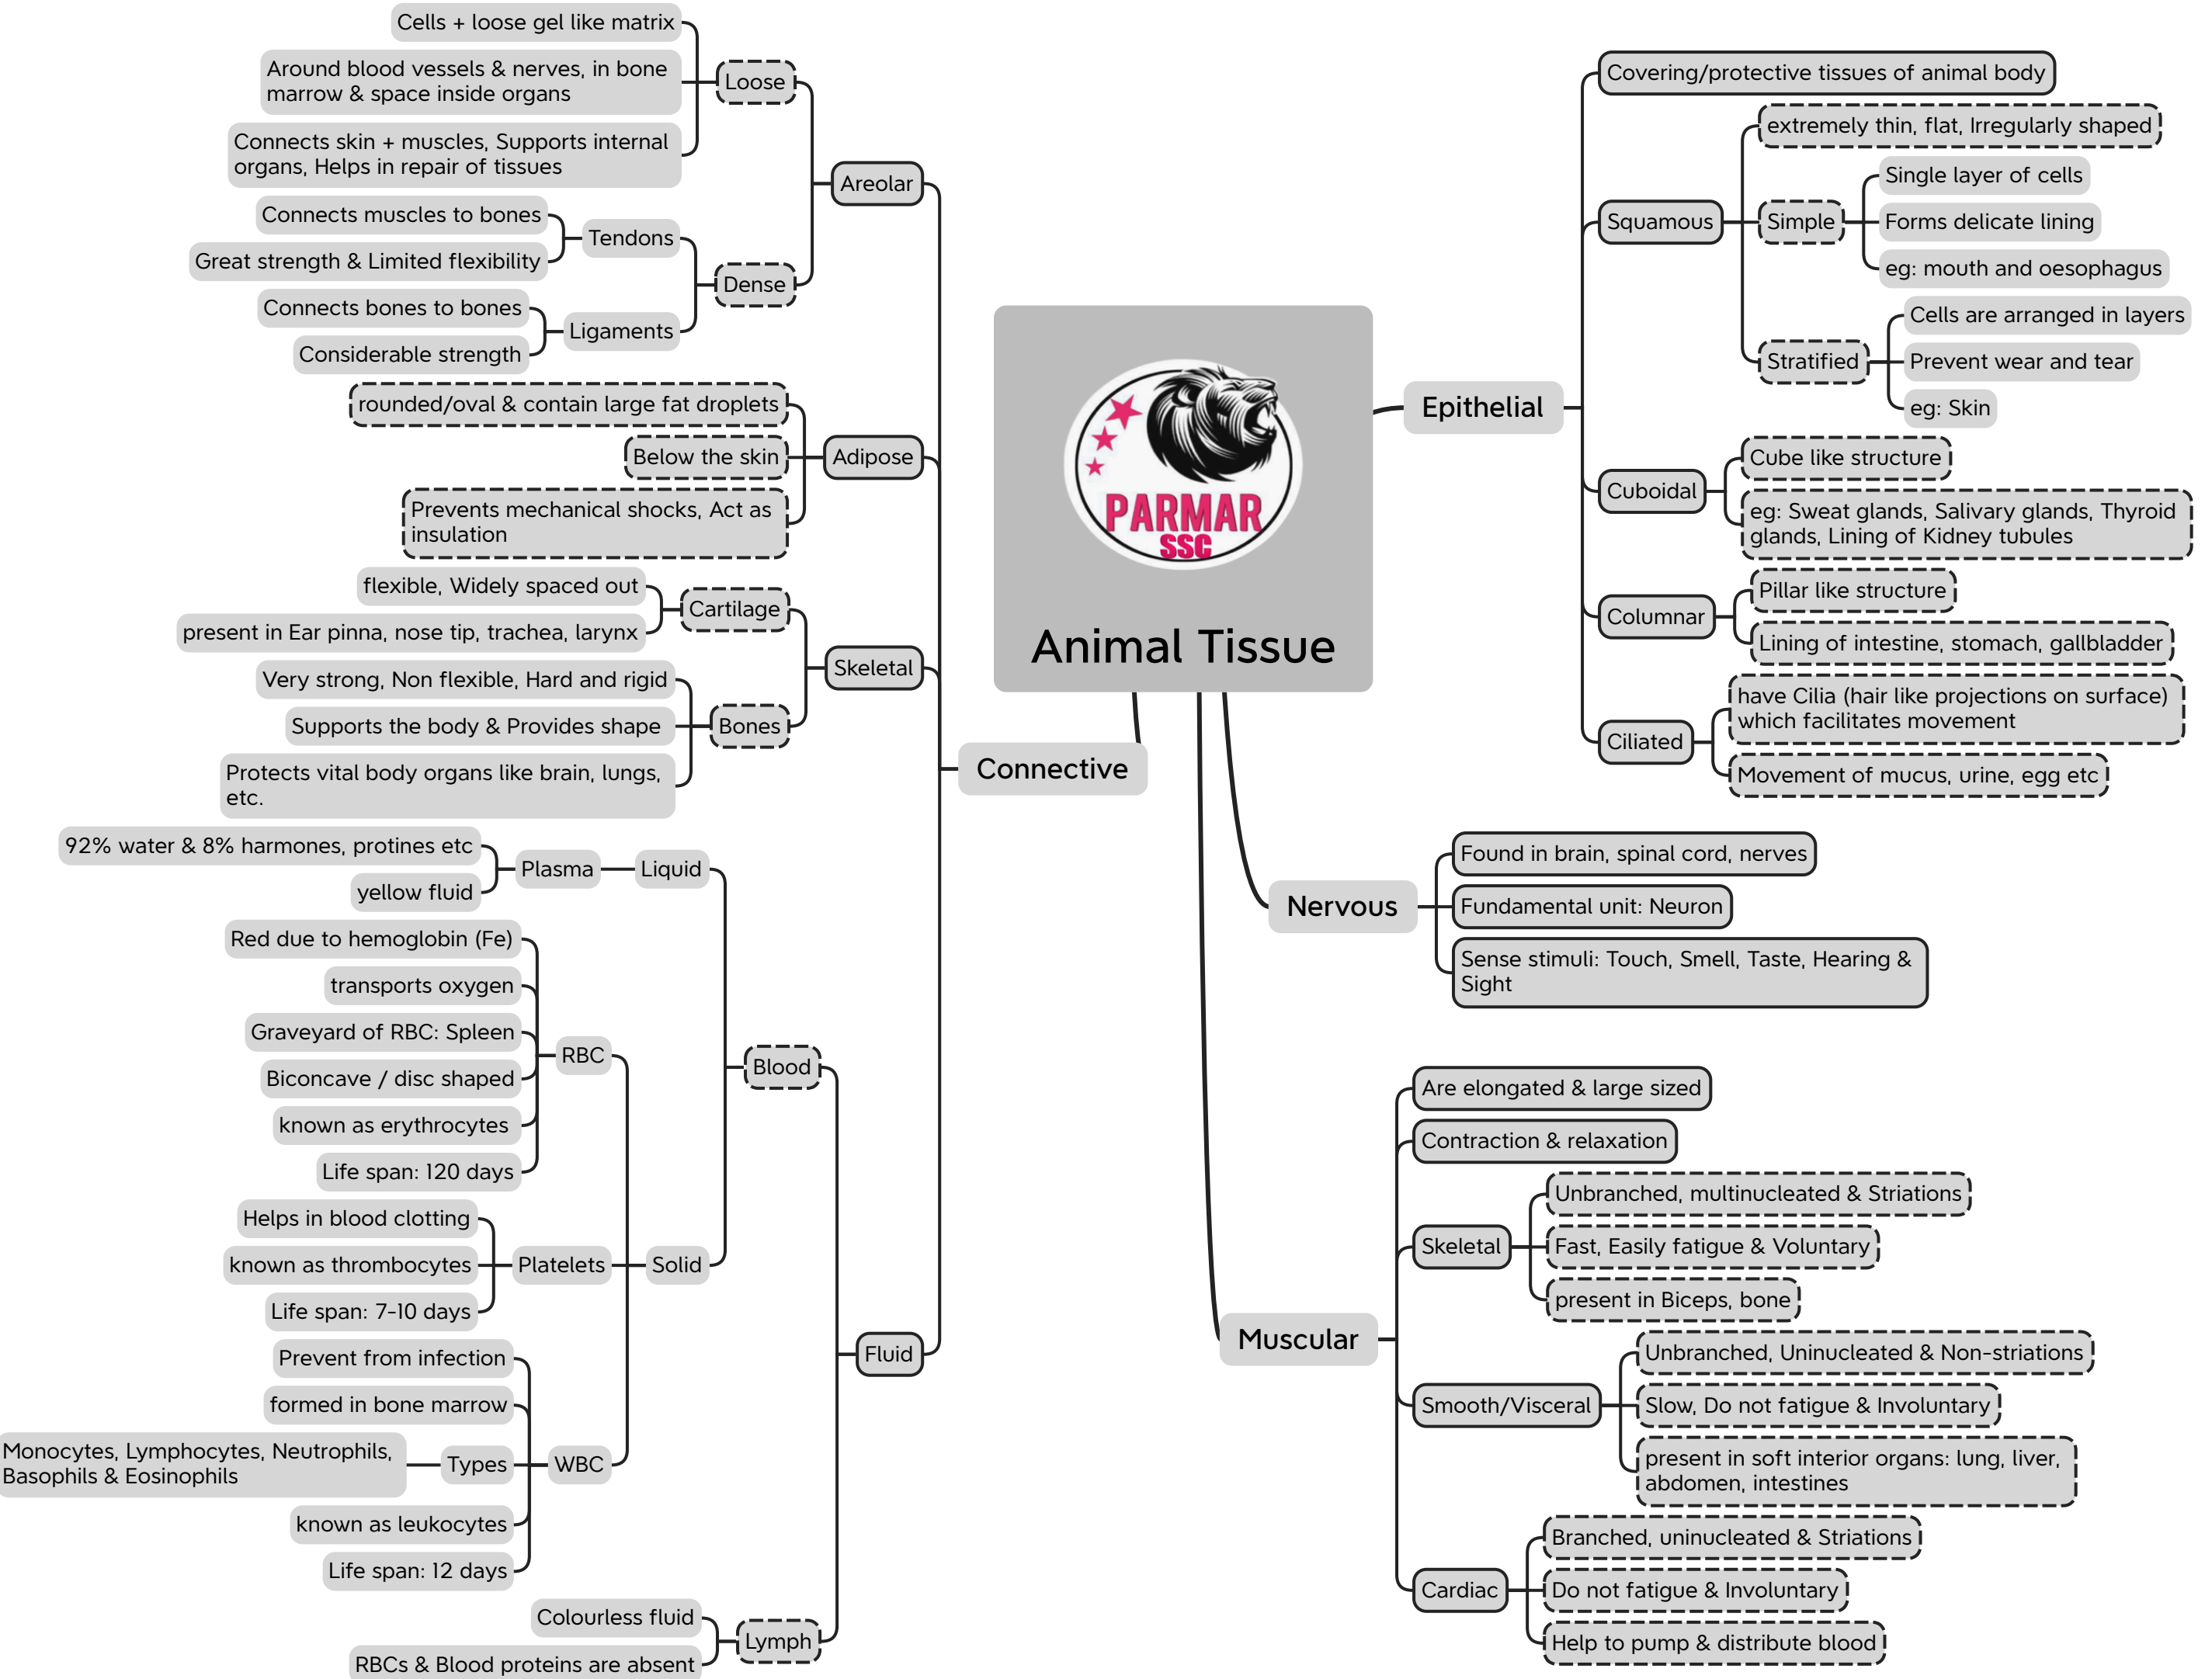 Cells + loose gel like matrix
Around blood vessels & nerves, in bone
marrow & space inside organs
Connects skin + muscles, Supports internal
organs, Helps in repair of tissues
Loose
Connects muscles to bones
Great strength & Limited flexibility
Tendons
Connects bones to bones
Considerable strength
Ligaments
Dense
Areolar
rounded/oval & contain large fat droplets
Below the skin
Prevents mechanical shocks, Act as
insulation
Adipose
flexible, Widely spaced out
present in Ear pinna, nose tip, trachea, larynx
Cartilage
Very strong, Non flexible, Hard and rigid
Supports the body & Provides shape
Protects vital body organs like brain, lungs,
etc.
Bones
Skeletal
Connective
92% water & 8% harmones, protines etc
yellow fluid
Plasma
Liquid
Red due to hemoglobin (Fe)
transports oxygen
Graveyard of RBC: Spleen
Biconcave / disc shaped
known as erythrocytes
Life span: 120 days
RBC
Helps in blood clotting
known as thrombocytes
Life span: 7-10 days
Platelets
Solid
Prevent from infection
formed in bone marrow
Monocytes, Lymphocytes, Neutrophils,
Basophils & Eosinophils
Types
known as leukocytes
Life span: 12 days
WBC
Blood
Fluid
Colourless fluid
RBCs & Blood proteins are absent
Lymph
PARMAR
SSC
Animal Tissue
Epithelial
Covering/protective tissues of animal body
Squamous
extremely thin, flat, Irregularly shaped
Simple
Single layer of cells
Forms delicate lining
eg: mouth and oesophagus
Stratified
Cells are arranged in layers
Prevent wear and tear
eg: Skin
Cuboidal
Cube like structure
eg: Sweat glands, Salivary glands, Thyroid
glands, Lining of Kidney tubules
Columnar
Pillar like structure
Lining of intestine, stomach, gallbladder
Ciliated
have Cilia (hair like projections on surface)
which facilitates movement
Movement of mucus, urine, egg etc
Nervous
Found in brain, spinal cord, nerves
Fundamental unit: Neuron
Sense stimuli: Touch, Smell, Taste, Hearing &
Sight
Muscular
Are elongated & large sized
Contraction & relaxation
Skeletal
Unbranched, multinucleated & Striations
Fast, Easily fatigue & Voluntary
present in Biceps, bone
Smooth/Visceral
Unbranched, Uninucleated & Non-striations
Slow, Do not fatigue & Involuntary
present in soft interior organs: lung, liver,
abdomen, intestines
Cardiac
Branched, uninucleated & Striations
Do not fatigue & Involuntary
Help to pump & distribute blood